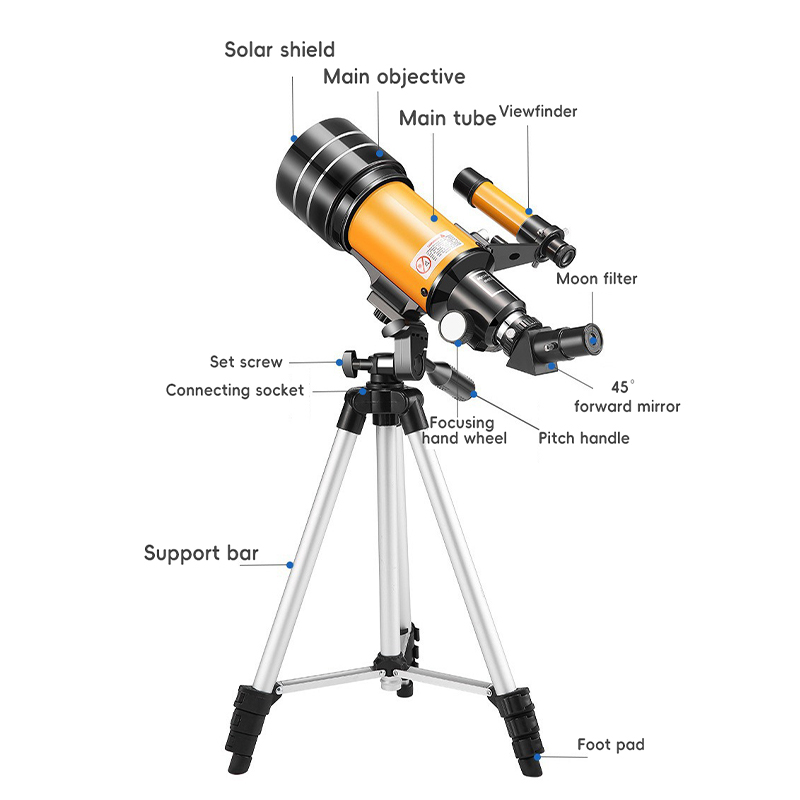 Solar shield
Main objective
Main tube
Viewfinder
Moon filter
Set screw
Connecting socket
45°
forward mirror
Focusing
hand wheel
Pitch handle
Support bar
Foot pad